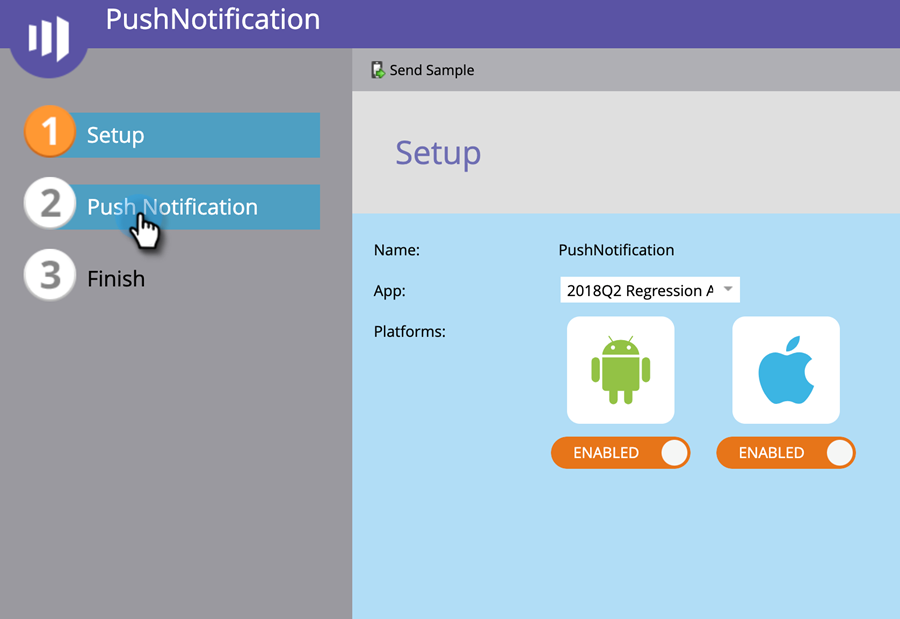 PushNotification
Send Sample
1 Setup
2 Push Notification
3 Finish
Setup
Name: PushNotification
App: 2018Q2 Regression
Platforms:
ENABLED ENABLED